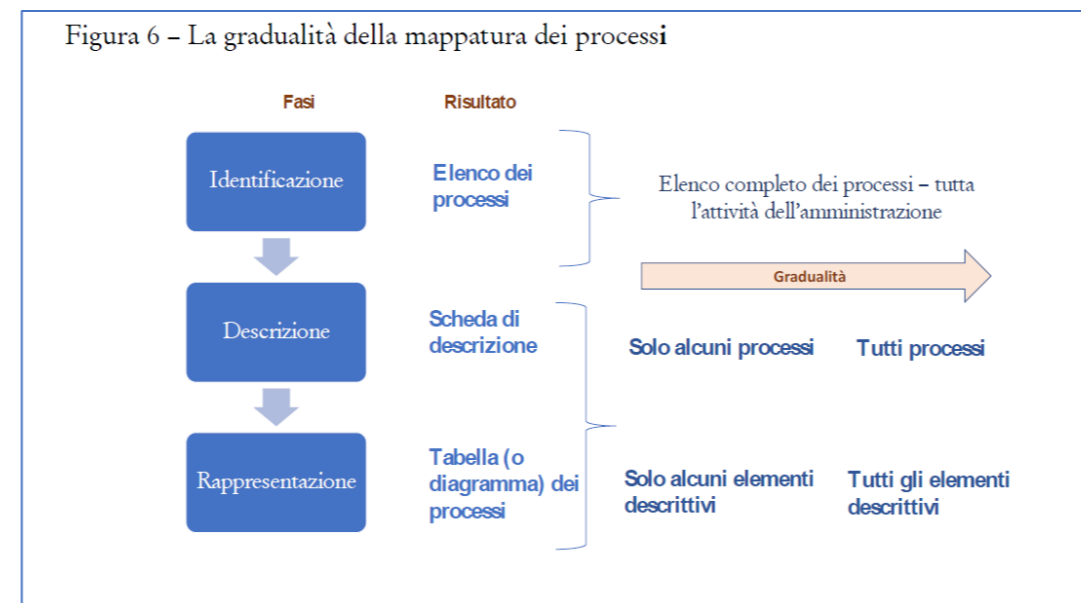 Figura 6 – La gradualità della mappatura dei processi
Fasi
Risultato
Identificazione
Elenco dei
processi
Elenco completo dei processi – tutta
l'attività dell'amministrazione
Gradualità
Descrizione
Scheda di
descrizione
Solo alcuni processi
Tutti processi
Rappresentazione
Tabella (o
diagramma) dei
processi
Solo alcuni elementi
descrittivi
Tutti gli elementi
descrittivi